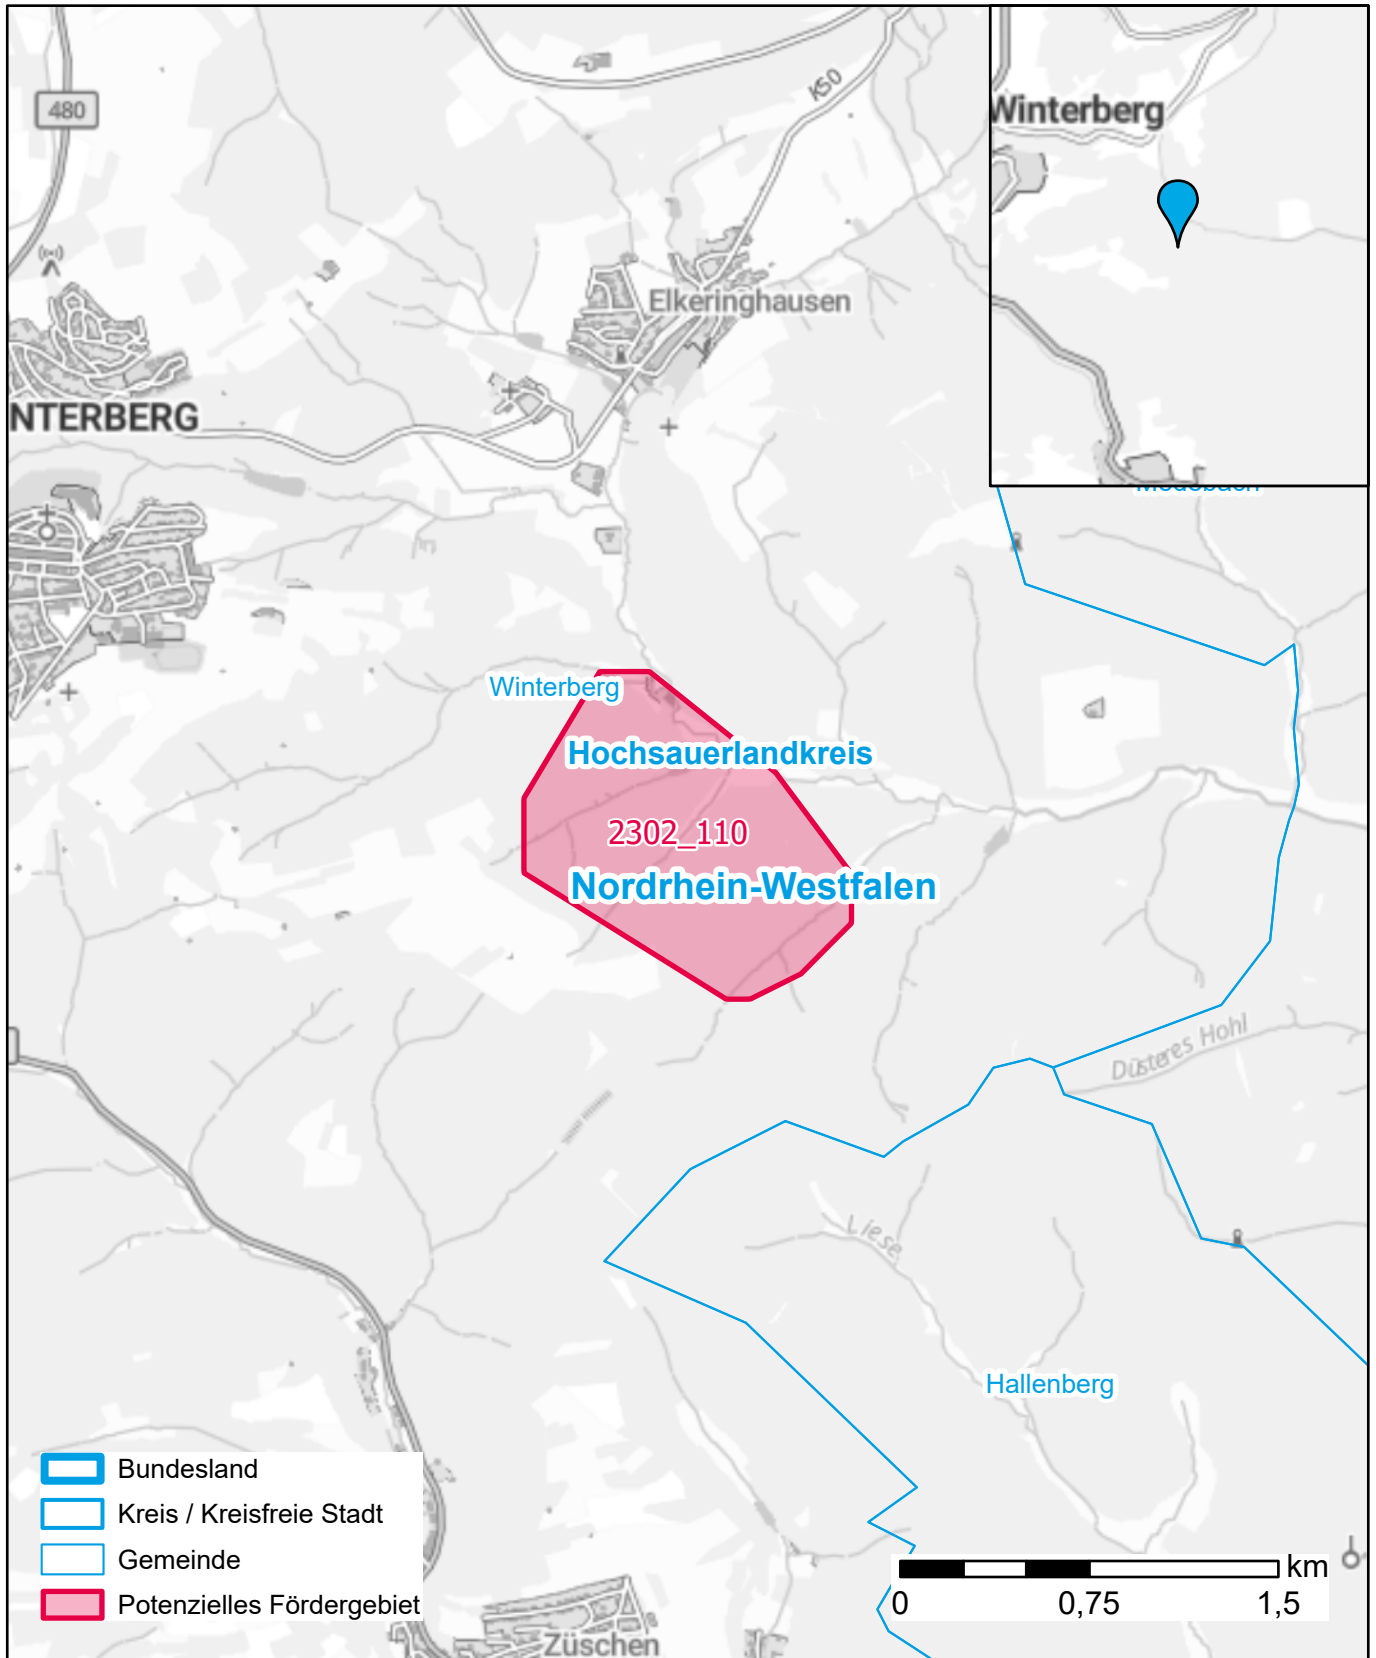 480
K50
Winterberg
Elkeringhausen
NTERBERG
Medebach
Winterberg
Hochsauerlandkreis
2302_110
Nordrhein-Westfalen
Düsteres Hohl
Liese
Hallenberg
Bundesland
Kreis / Kreisfreie Stadt
Gemeinde
Potenzielles Fördergebiet
km
0 0,75 1,5
Züschen